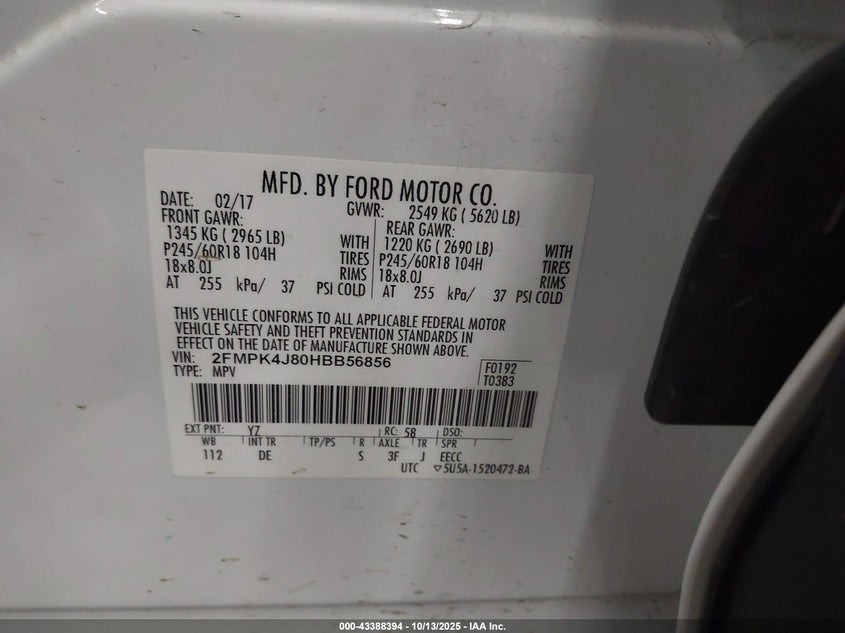 MFD. BY FORD MOTOR CO.
DATE: 02/17 GVWR: 2549 KG ( 5620 LB)
FRONT GAWR: REAR GAWR:
1345 KG ( 2965 LB) WITH 1220 KG ( 2690 LB) WITH
P245/60R18 104H TIRES P245/60R18 104H TIRES
18x8.0J RIMS 18x8.0J RIMS
AT 255 kPa/ 37 PSI COLD AT 255 kPa/ 37 PSI COLD
THIS VEHICLE CONFORMS TO ALL APPLICABLE FEDERAL MOTOR
VEHICLE SAFETY AND THEFT PREVENTION STANDARDS IN
EFFECT ON THE DATE OF MANUFACTURE SHOWN ABOVE.
VIN: 2FMPK4J80HBB56856 F0192
TYPE: MPV T0383
EXT PNT: YZ RC: 58 DSO:
WB INT TR TP/PS R AXLE TR SPR
112 DE S 3F J EECC
UTC ▽5U5A-1520472-BA
000-43388394 | 10/13/2025 - IAA Inc.